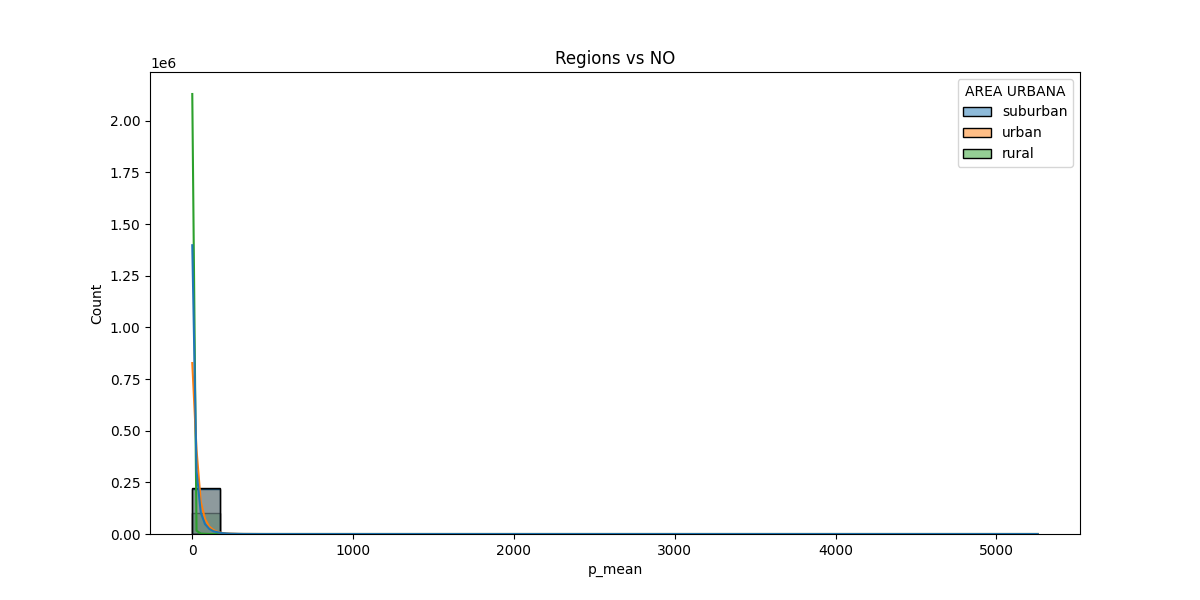 Regions vs NO
1e6
AREA URBANA
suburban
urban
rural
2.00
1.75
1.50
1.25
1.00
0.75
0.50
0.25
0.00
Count
0 1000 2000 3000 4000 5000
p_mean